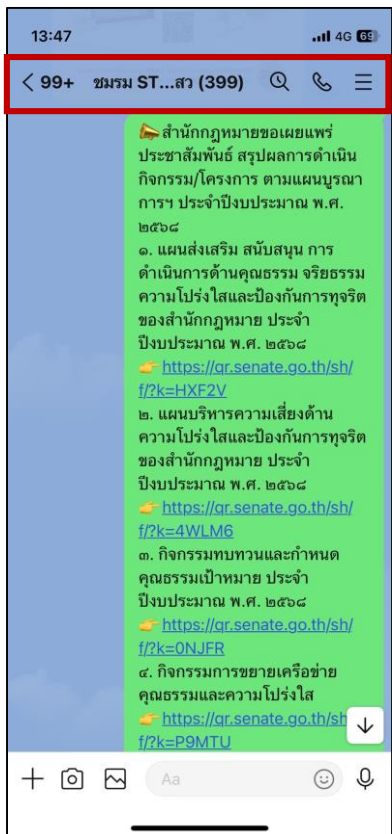 13:47 4G 69
99+ ชมรม ST...สว (399)
📣สำนักกฎหมายขอเผยแพร่
ประชาสัมพันธ์ สรุปผลการดำเนิน
กิจกรรม/โครงการ ตามแผนบูรณา
การฯ ประจำปีงบประมาณ พ.ศ.
๒๕๖๘
๑. แผนส่งเสริม สนับสนุน การ
ดำเนินการด้านคุณธรรม จริยธรรม
ความโปร่งใสและป้องกันการทุจริต
ของสำนักกฎหมาย ประจำ
ปีงบประมาณ พ.ศ. ๒๕๖๘
👉 https://qr.senate.go.th/sh/
f/?k=HXF2V
๒. แผนบริหารความเสี่ยงด้าน
ความโปร่งใสและป้องกันการทุจริต
ของสำนักกฎหมาย ประจำ
ปีงบประมาณ พ.ศ. ๒๕๖๘
👉 https://qr.senate.go.th/sh/
f/?k=4WLM6
๓. กิจกรรมทบทวนและกำหนด
คุณธรรมเป้าหมาย ประจำ
ปีงบประมาณ พ.ศ. ๒๕๖๘
👉 https://qr.senate.go.th/sh/
f/?k=0NJFR
๔. กิจกรรมการขยายเครือข่าย
คุณธรรมและความโปร่งใส
👉 https://qr.senate.go.th/sh
f/?k=P9MTU
Aa